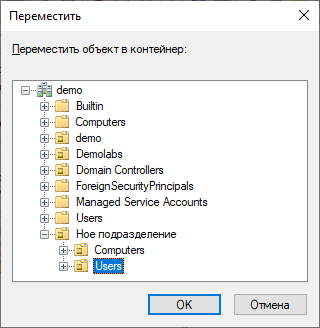 Переместить
Переместить объект в контейнер:
demo
Builtin
Computers
demo
Demolabs
Domain Controllers
ForeignSecurityPrincipals
Managed Service Accounts
Users
Ное подразделение
Computers
Users
OK
Отмена